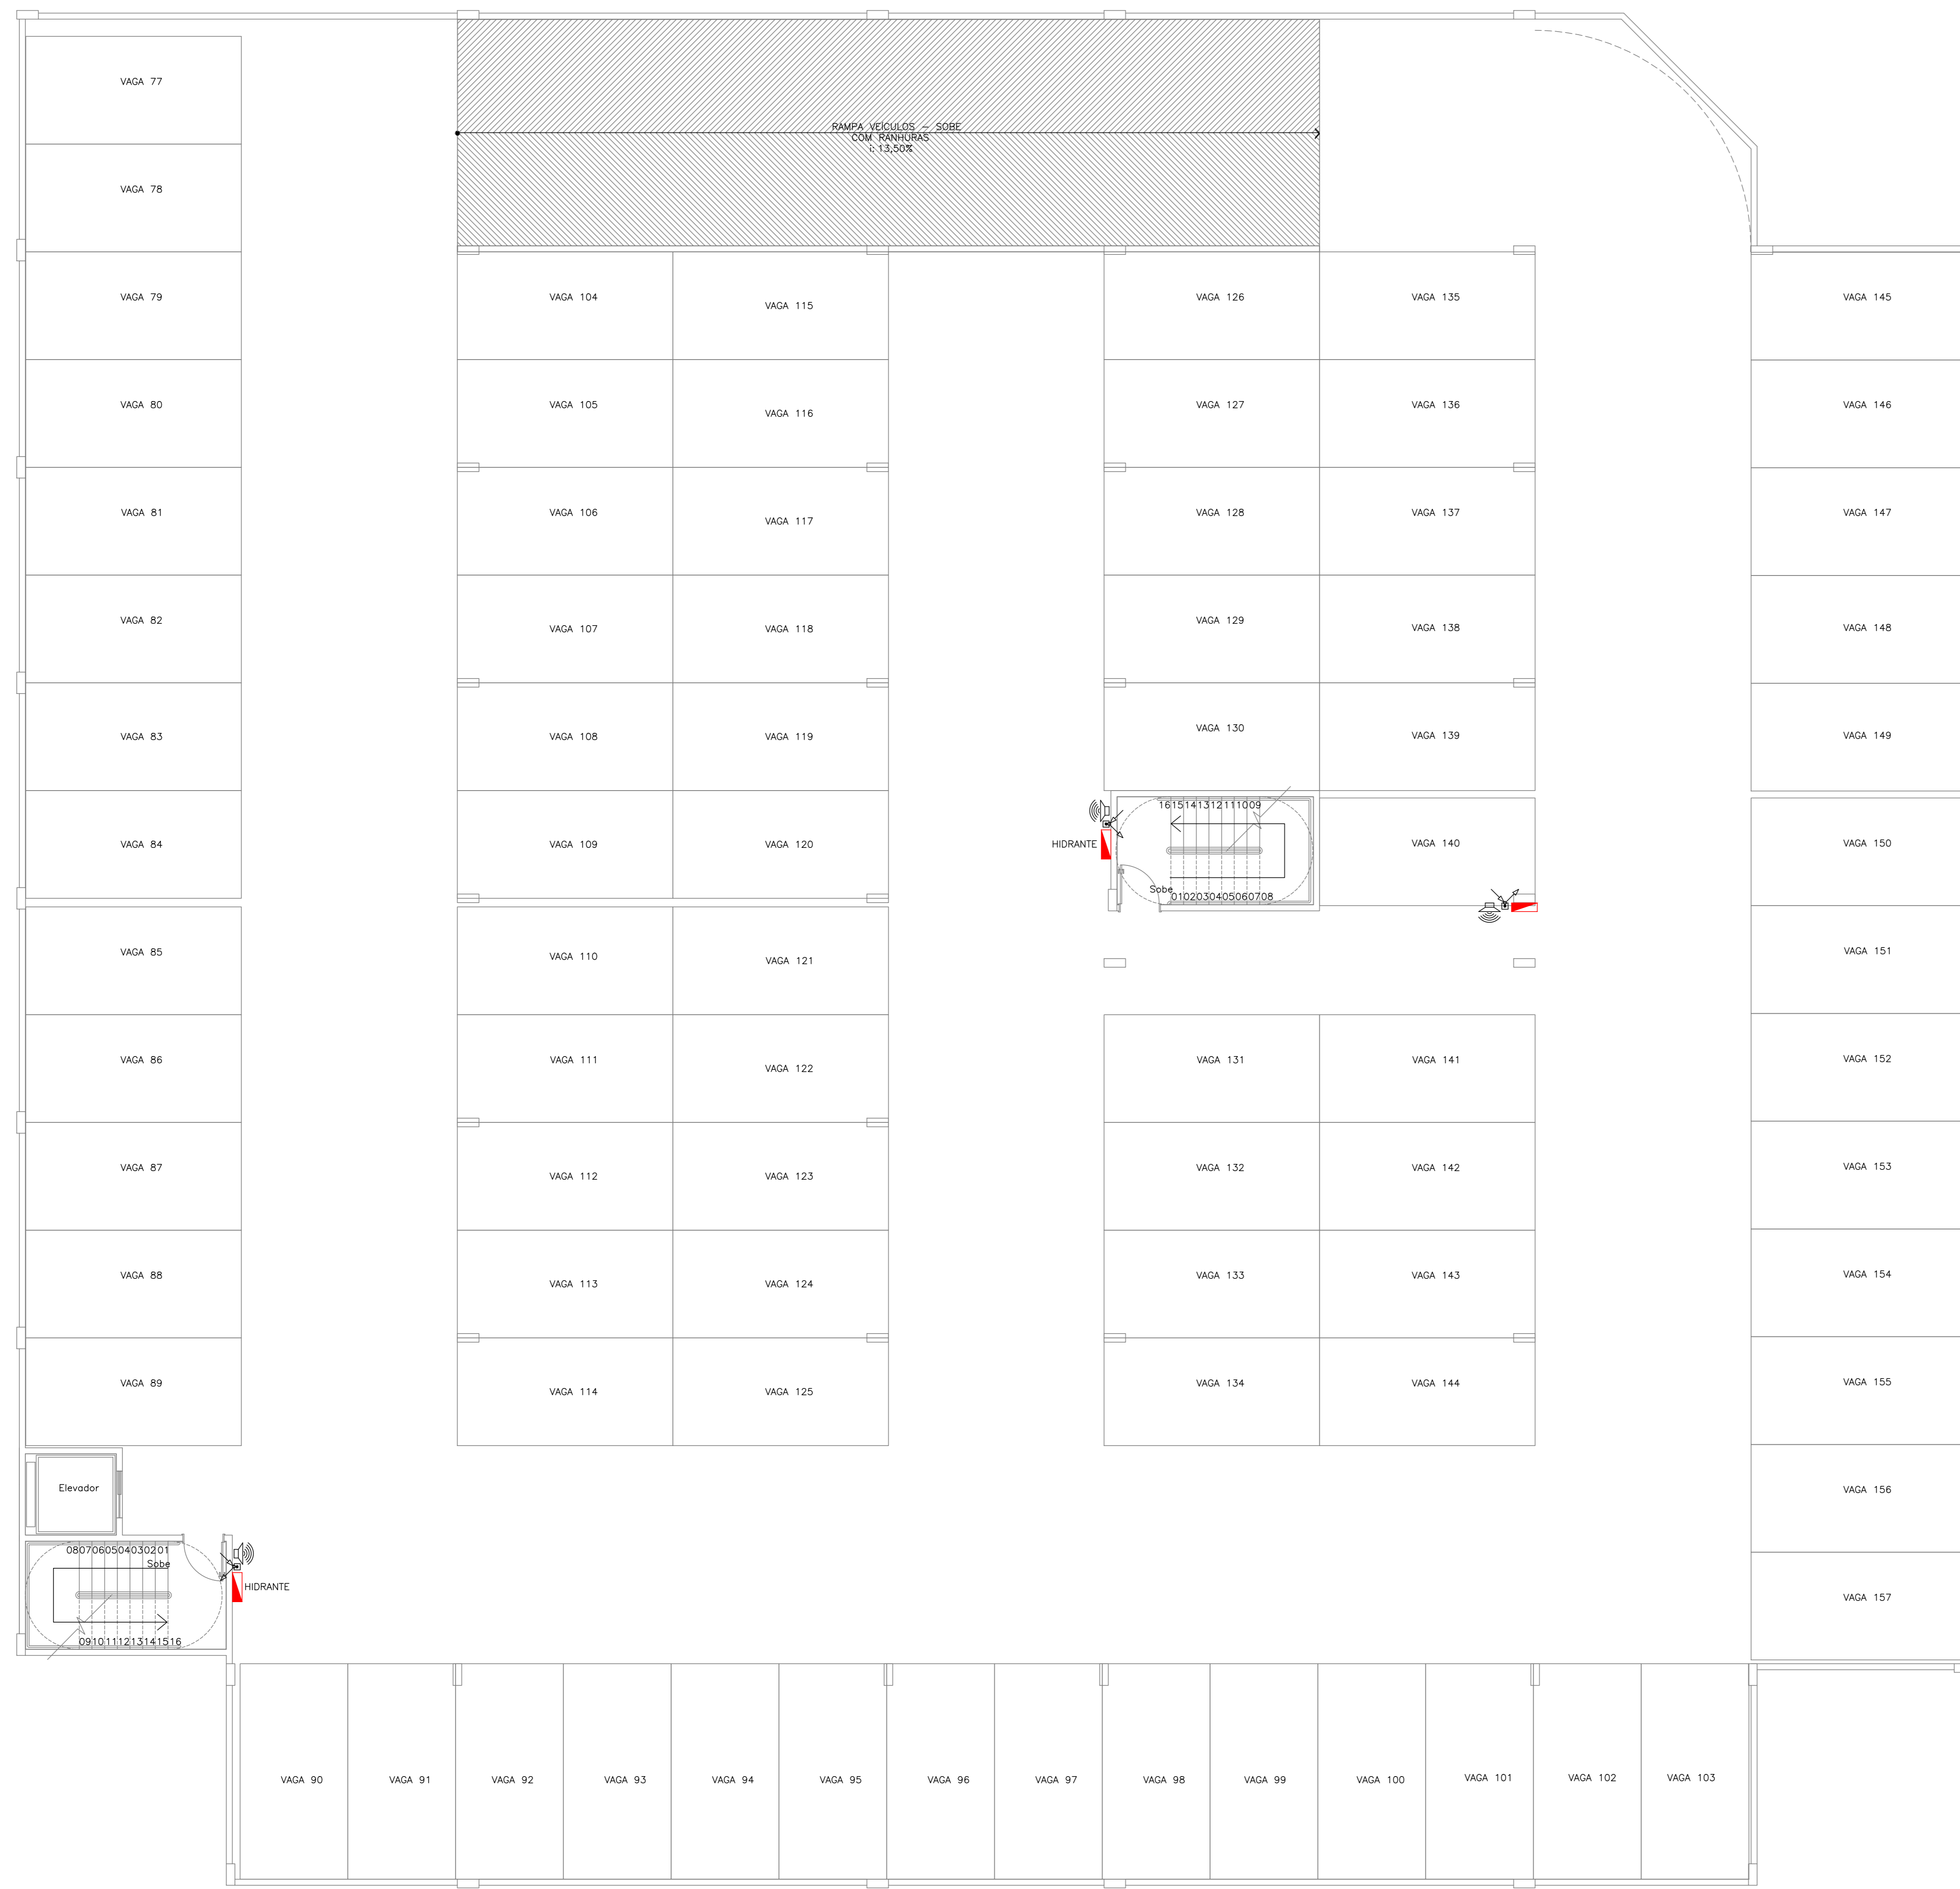 VAGA 77
RAMPA VEÍCULOS - SOBE
COM RANHURAS
i: 13,50%
VAGA 78
VAGA 79
VAGA 104
VAGA 115
VAGA 126
VAGA 135
VAGA 145
VAGA 80
VAGA 105
VAGA 116
VAGA 127
VAGA 136
VAGA 146
VAGA 81
VAGA 106
VAGA 117
VAGA 128
VAGA 137
VAGA 147
VAGA 82
VAGA 107
VAGA 118
VAGA 129
VAGA 138
VAGA 148
VAGA 83
VAGA 108
VAGA 119
VAGA 130
VAGA 139
VAGA 149
16 15 14 13 12 11 10 09
VAGA 84
VAGA 109
VAGA 120
HIDRANTE
VAGA 140
VAGA 150
Sobe
01 02 03 04 05 06 07 08
VAGA 85
VAGA 110
VAGA 121
VAGA 151
VAGA 86
VAGA 111
VAGA 122
VAGA 131
VAGA 141
VAGA 152
VAGA 87
VAGA 112
VAGA 123
VAGA 132
VAGA 142
VAGA 153
VAGA 88
VAGA 113
VAGA 124
VAGA 133
VAGA 143
VAGA 154
VAGA 89
VAGA 114
VAGA 125
VAGA 134
VAGA 144
VAGA 155
Elevador
VAGA 156
08 07 06 05 04 03 02 01
Sobe
HIDRANTE
VAGA 157
09 10 11 12 13 14 15 16
VAGA 90
VAGA 91
VAGA 92
VAGA 93
VAGA 94
VAGA 95
VAGA 96
VAGA 97
VAGA 98
VAGA 99
VAGA 100
VAGA 101
VAGA 102
VAGA 103